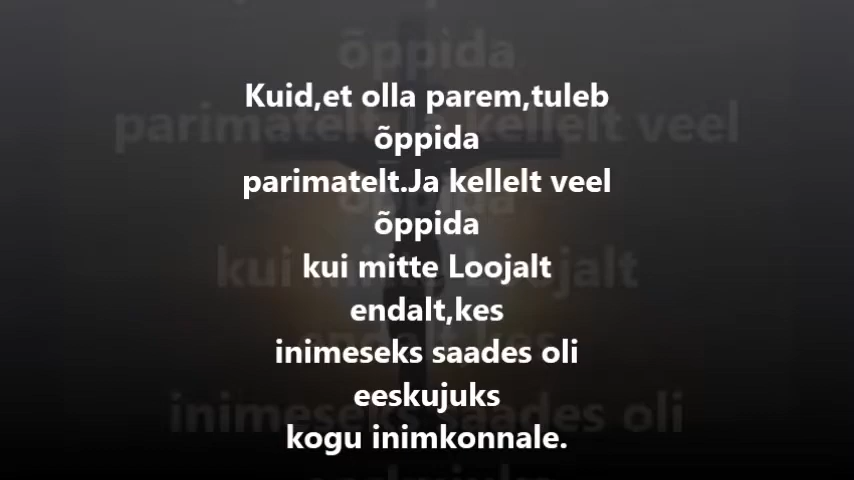 Kuid,et olla parem,tuleb
õppida
parimatelt.Ja kellelt veel
õppida
kui mitte Loojalt
endalt,kes
inimeseks saades oli
eeskujuks
kogu inimkonnale.